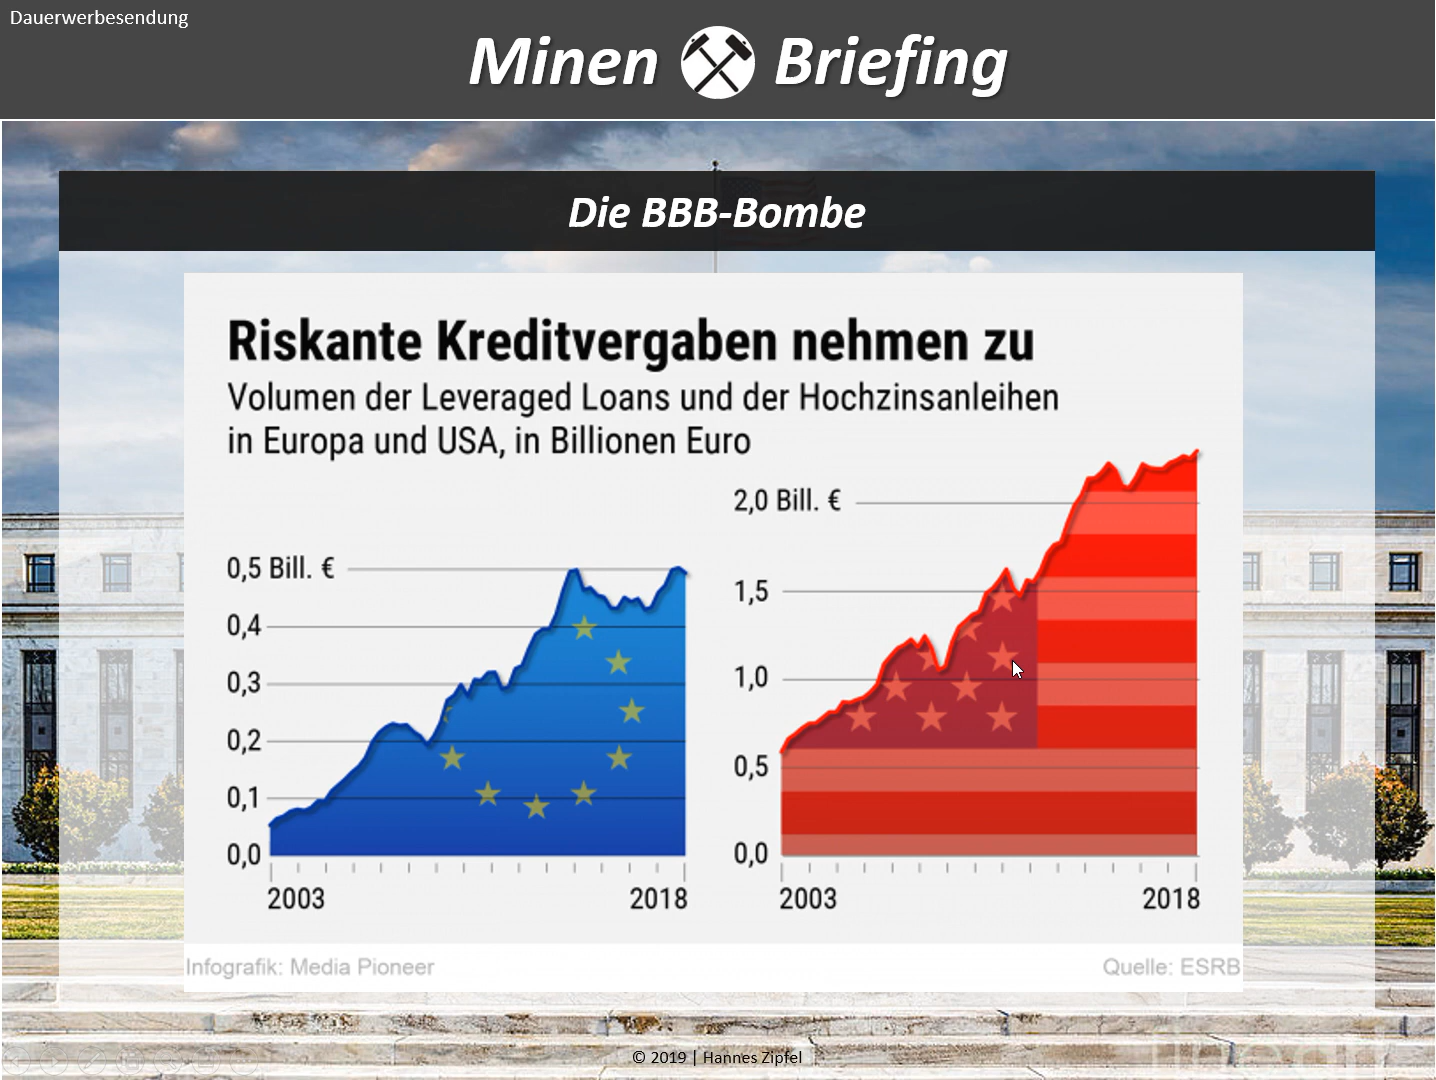 Dauerwerbesendung
Minen Briefing
Die BBB-Bombe
Riskante Kreditvergaben nehmen zu
Volumen der Leveraged Loans und der Hochzinsanleihen
in Europa und USA, in Billionen Euro
0,5 Bill. €
0,4
0,3
0,2
0,1
0,0
2003 2018
2,0 Bill. €
1,5
1,0
0,5
0,0
2003 2018
Infografik: Media Pioneer Quelle: ESRB
© 2019 | Hannes Zipfel